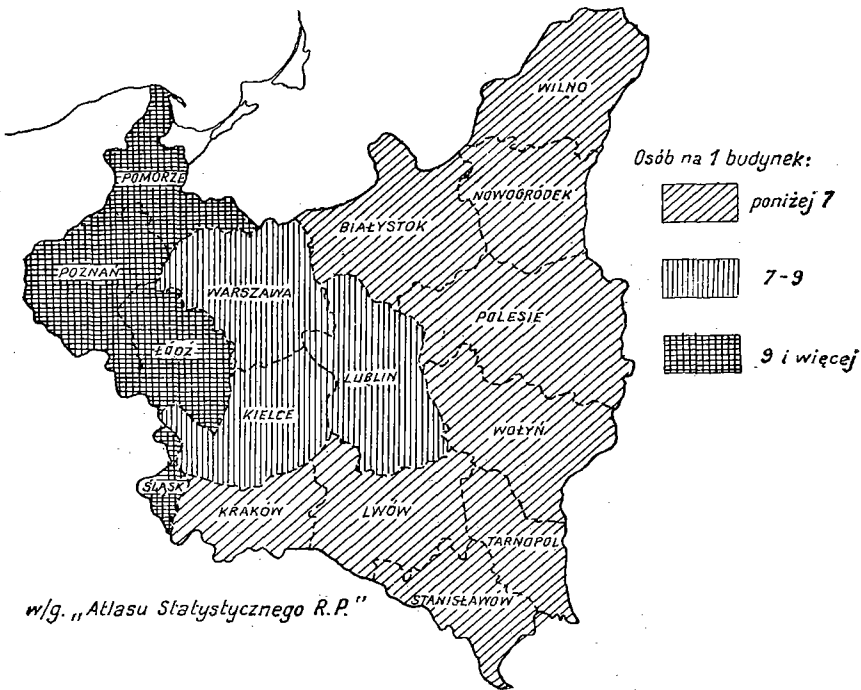 WILNO
Osób na 1 budynek:
POMORZE
NOWOGRÓDEK
poniżej 7
BIAŁYSTOK
POZNAŃ
7-9
WARSZAWA
POLESIE
ŁÓDŹ
9 i więcej
LUBLIN
KIELCE
WOŁYŃ
ŚLĄSK
KRAKÓW
LWÓW
TARNOPOL
STANISŁAWÓW
w/g. „Atlasu Statystycznego R.P."